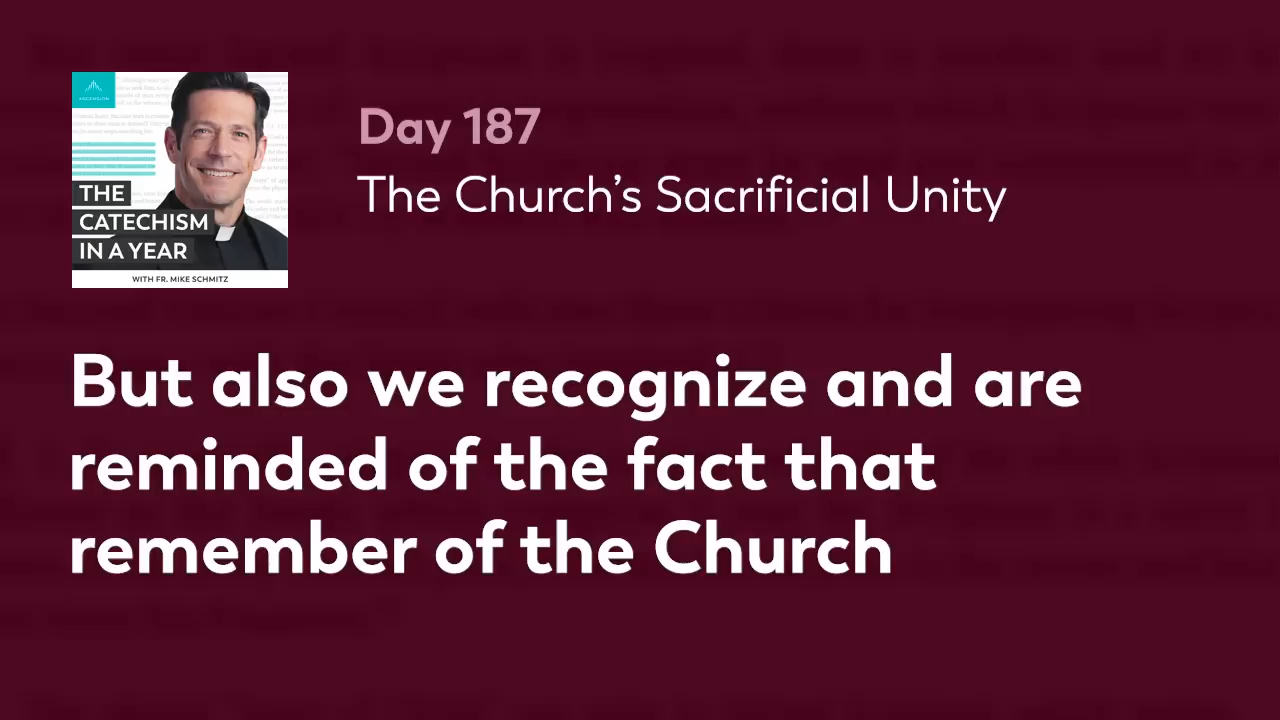 ASCENSION
THE
CATECHISM
IN A YEAR
WITH FR. MIKE SCHMITZ
Day 187
The Church’s Sacrificial Unity
But also we recognize and are
reminded of the fact that
remember of the Church